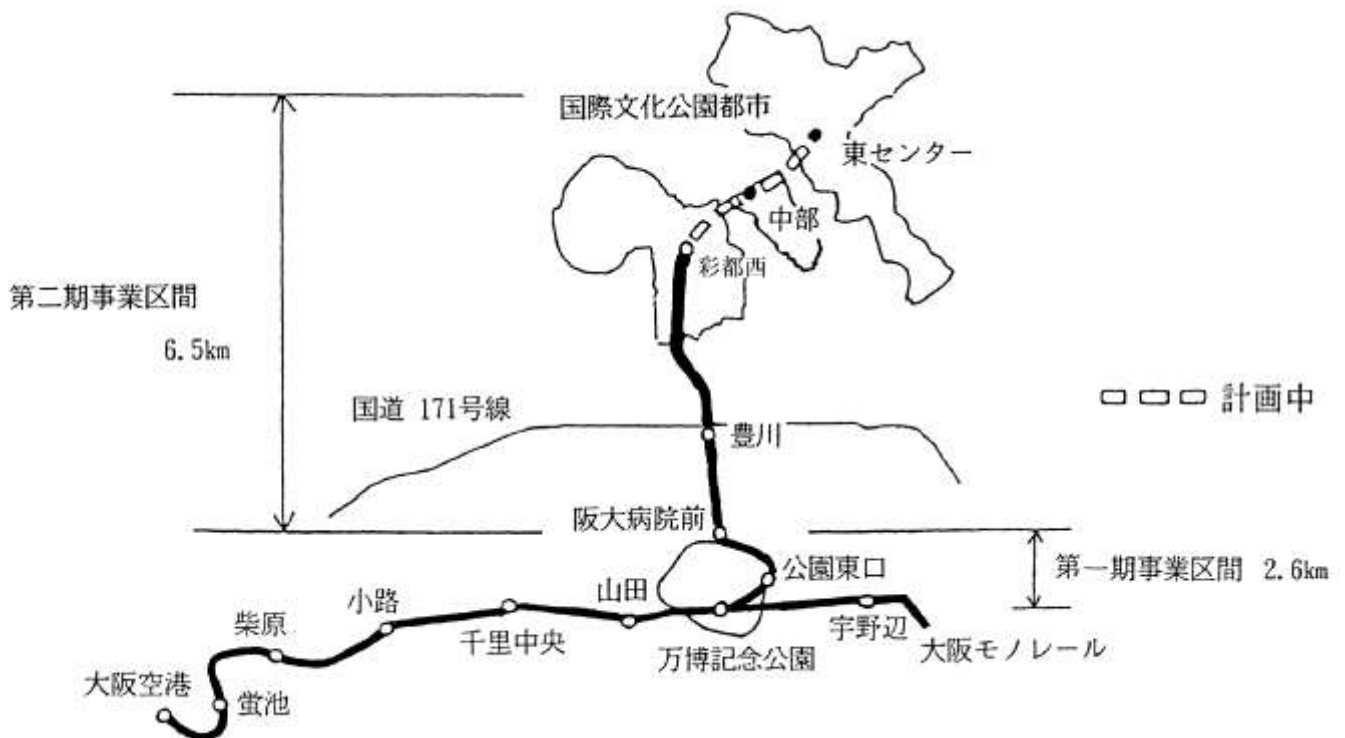 国際文化公園都市
東センター
中部
彩都西
第二期事業区間
6.5km
国道 171号線
計画中
豊川
阪大病院前
公園東口
第一期事業区間 2.6km
山田
小路
柴原
千里中央
宇野辺
万博記念公園
大阪モノレール
大阪空港
蛍池